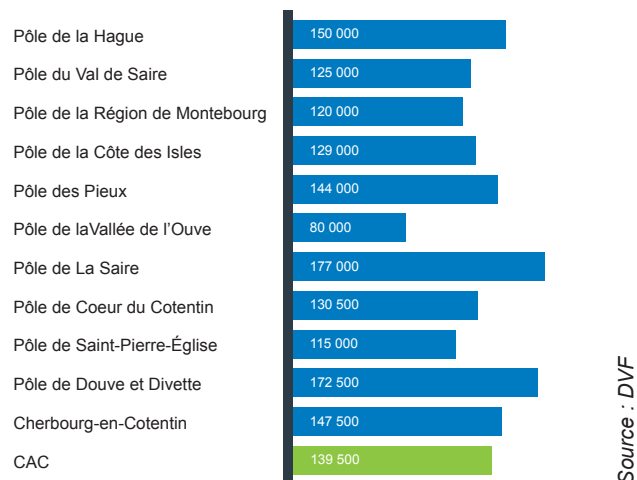 Pôle de la Hague 150 000
Pôle du Val de Saire 125 000
Pôle de la Région de Montebourg 120 000
Pôle de la Côte des Isles 129 000
Pôle des Pieux 144 000
Pôle de laVallée de l'Ouve 80 000
Pôle de La Saire 177 000
Pôle de Coeur du Cotentin 130 500
Pôle de Saint-Pierre-Église 115 000
Pôle de Douve et Divette 172 500
Cherbourg-en-Cotentin 147 500
CAC 139 500
Source : DVF